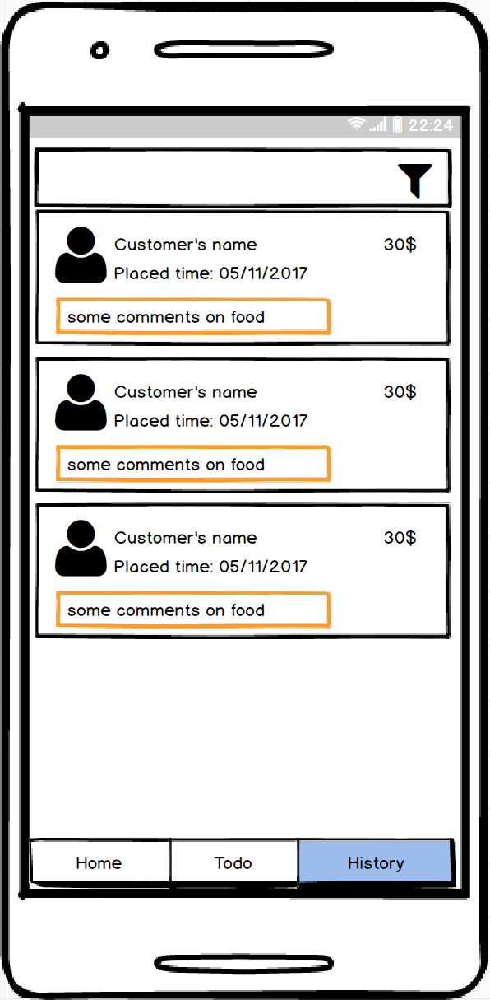 22:24
Customer's name 30$
Placed time: 05/11/2017
some comments on food
Customer's name 30$
Placed time: 05/11/2017
some comments on food
Customer's name 30$
Placed time: 05/11/2017
some comments on food
Home Todo History